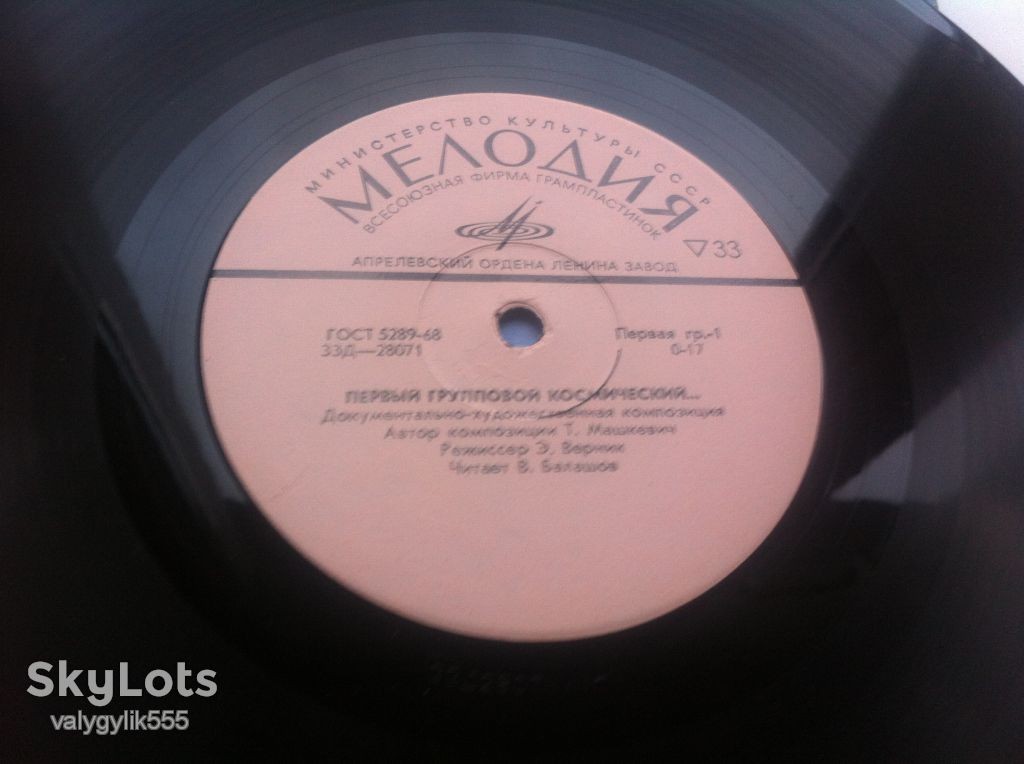 МИНИСТЕРСТВО КУЛЬТУРЫ СССР
МЕЛОДИЯ
ВСЕСОЮЗНАЯ ФИРМА ГРАМПЛАСТИНОК
33
АПРЕЛЕВСКИЙ ОРДЕНА ЛЕНИНА ЗАВОД
ГОСТ 5289-68
Первая гр.-1
33Д—28071
0-17
ПЕРВЫЙ ГРУППОВОЙ КОСМИЧЕСКИЙ...
Документально-художественная композиция
Автор композиции Т. Машкевич
Режиссер Э. Верник
Читает В. Балашов
SkyLots
valygylik555